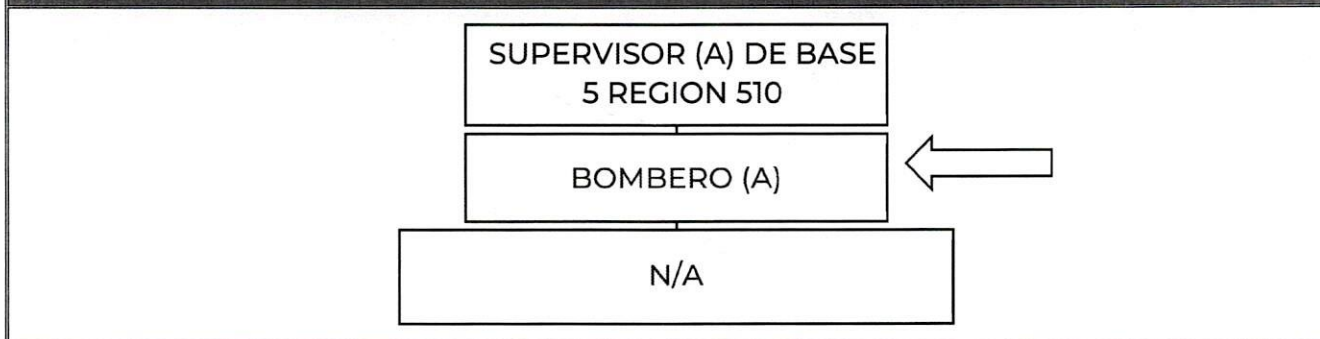 SUPERVISOR (A) DE BASE
5 REGION 510
BOMBERO (A)
N/A